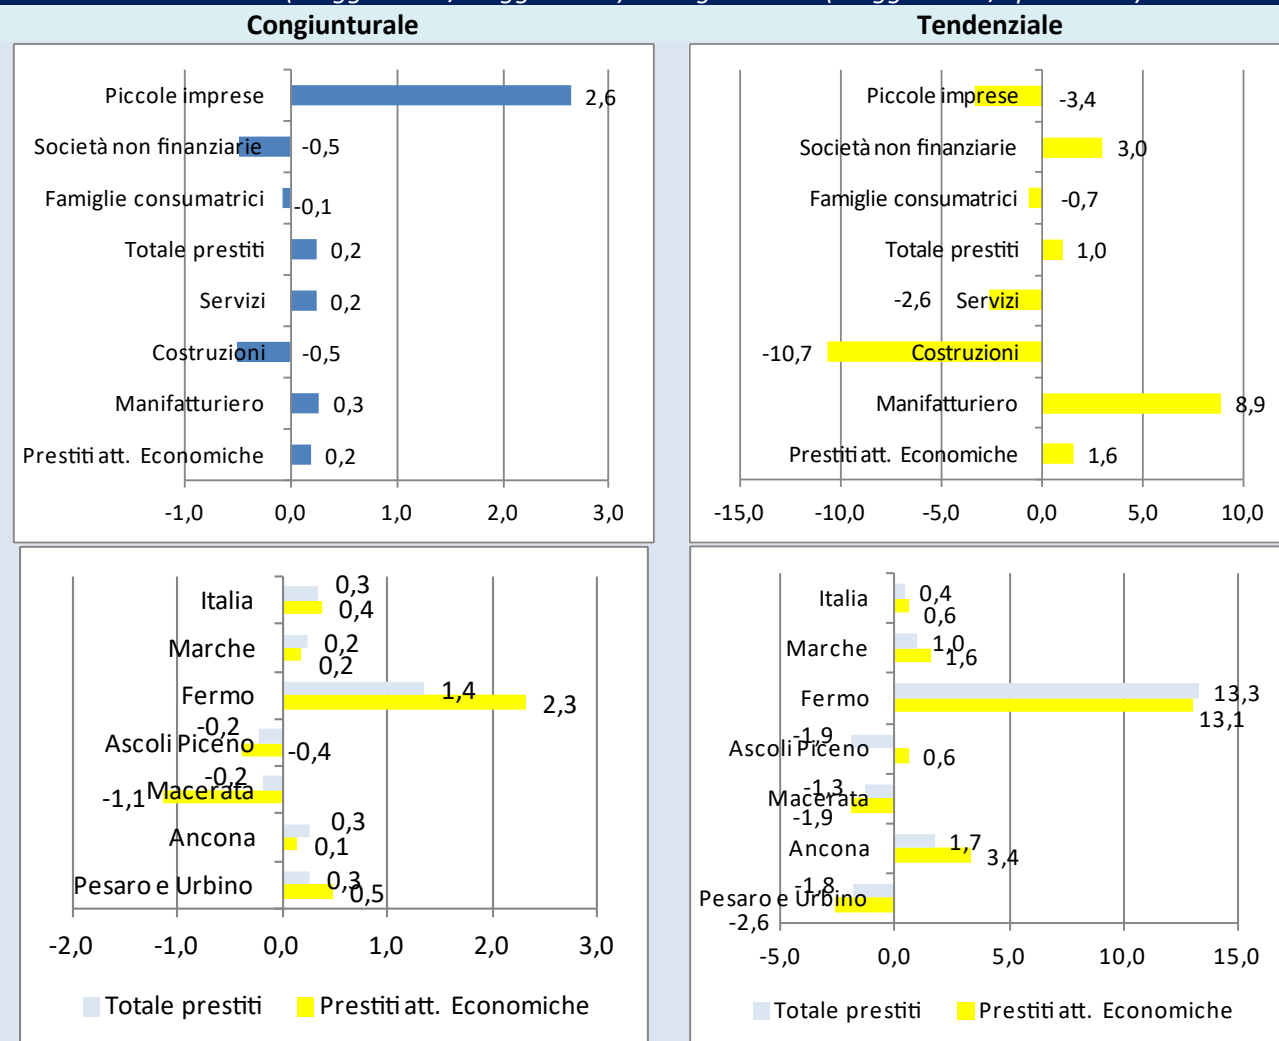 Congiunturale
Tendenziale
Piccole imprese
2,6
Società non finanziarie
-0,5
Famiglie consumatrici
-0,1
Totale prestiti
0,2
Servizi
0,2
Costruzioni
-0,5
Manifatturiero
0,3
Prestiti att. Economiche
0,2
-1,0 0,0 1,0 2,0 3,0
Piccole imprese
-3,4
Società non finanziarie
3,0
Famiglie consumatrici
-0,7
Totale prestiti
1,0
-2,6
Servizi
-10,7
Costruzioni
Manifatturiero
8,9
Prestiti att. Economiche
1,6
-15,0 -10,0 -5,0 0,0 5,0 10,0
Italia
0,3
0,4
Marche
0,2
0,2
Fermo
1,4
2,3
Ascoli Piceno
-0,2
-0,4
Macerata
-0,2
-1,1
Ancona
0,3
0,1
Pesaro e Urbino
0,3
0,5
-2,0 -1,0 0,0 1,0 2,0 3,0
Totale prestiti Prestiti att. Economiche
Italia
0,4
0,6
Marche
1,0
1,6
Fermo
13,3
13,1
Ascoli Piceno
-1,9
0,6
Macerata
-1,3
-1,9
Ancona
1,7
3,4
Pesaro e Urbino
-1,8
-2,6
-5,0 0,0 5,0 10,0 15,0
Totale prestiti Prestiti att. Economiche